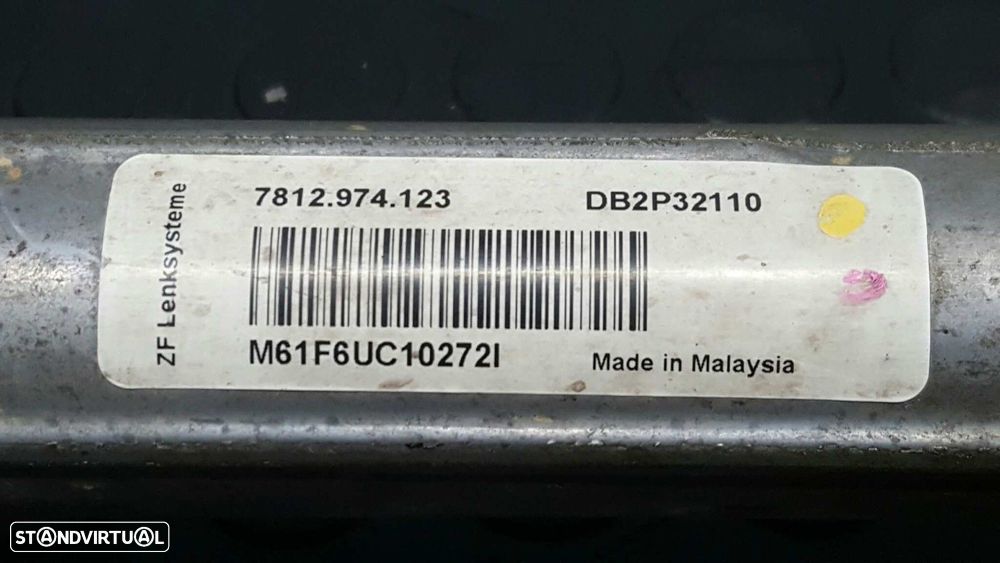 ZF Lenksysteme
7812.974.123 DB2P32110
M61F6UC10272I Made in Malaysia
STANDVIRTUAL